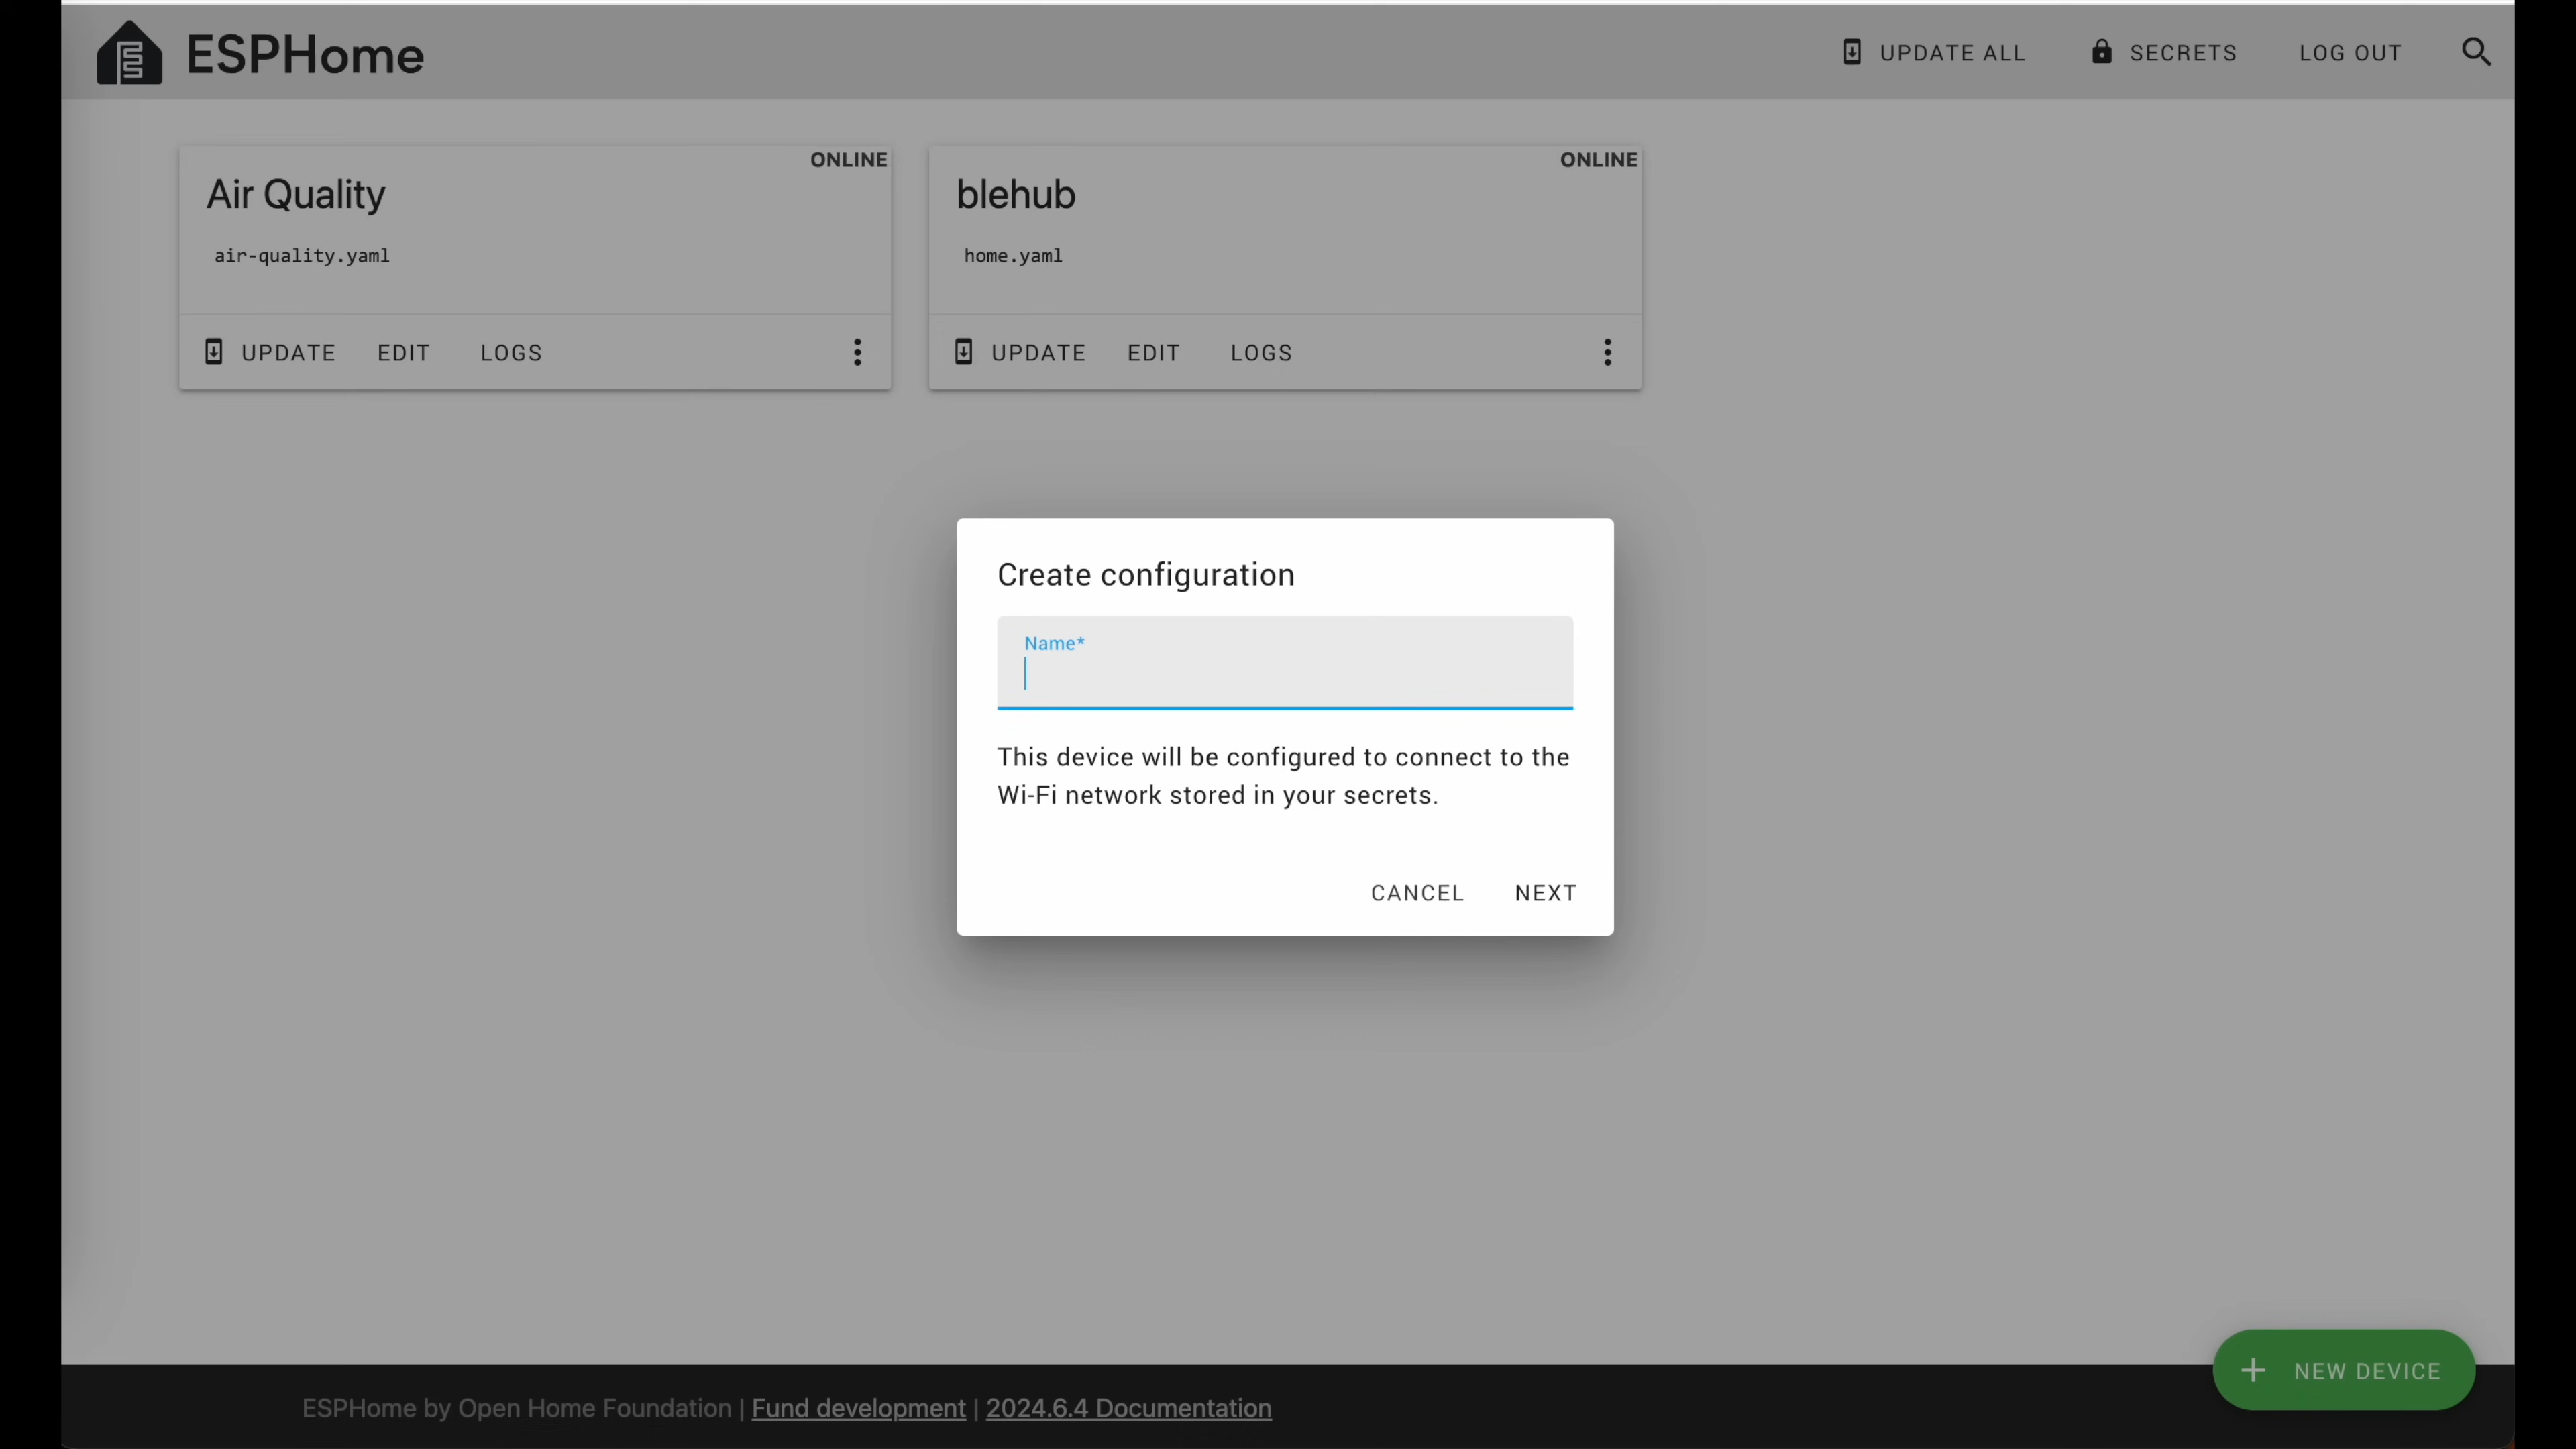 ESPHome
UPDATE ALL
SECRETS
LOG OUT
ONLINE
Air Quality
air-quality.yaml
UPDATE
EDIT
LOGS
ONLINE
blehub
home.yaml
UPDATE
EDIT
LOGS
Create configuration
Name*
This device will be configured to connect to the
Wi-Fi network stored in your secrets.
CANCEL
NEXT
NEW DEVICE
ESPHome by Open Home Foundation | Fund development | 2024.6.4 Documentation